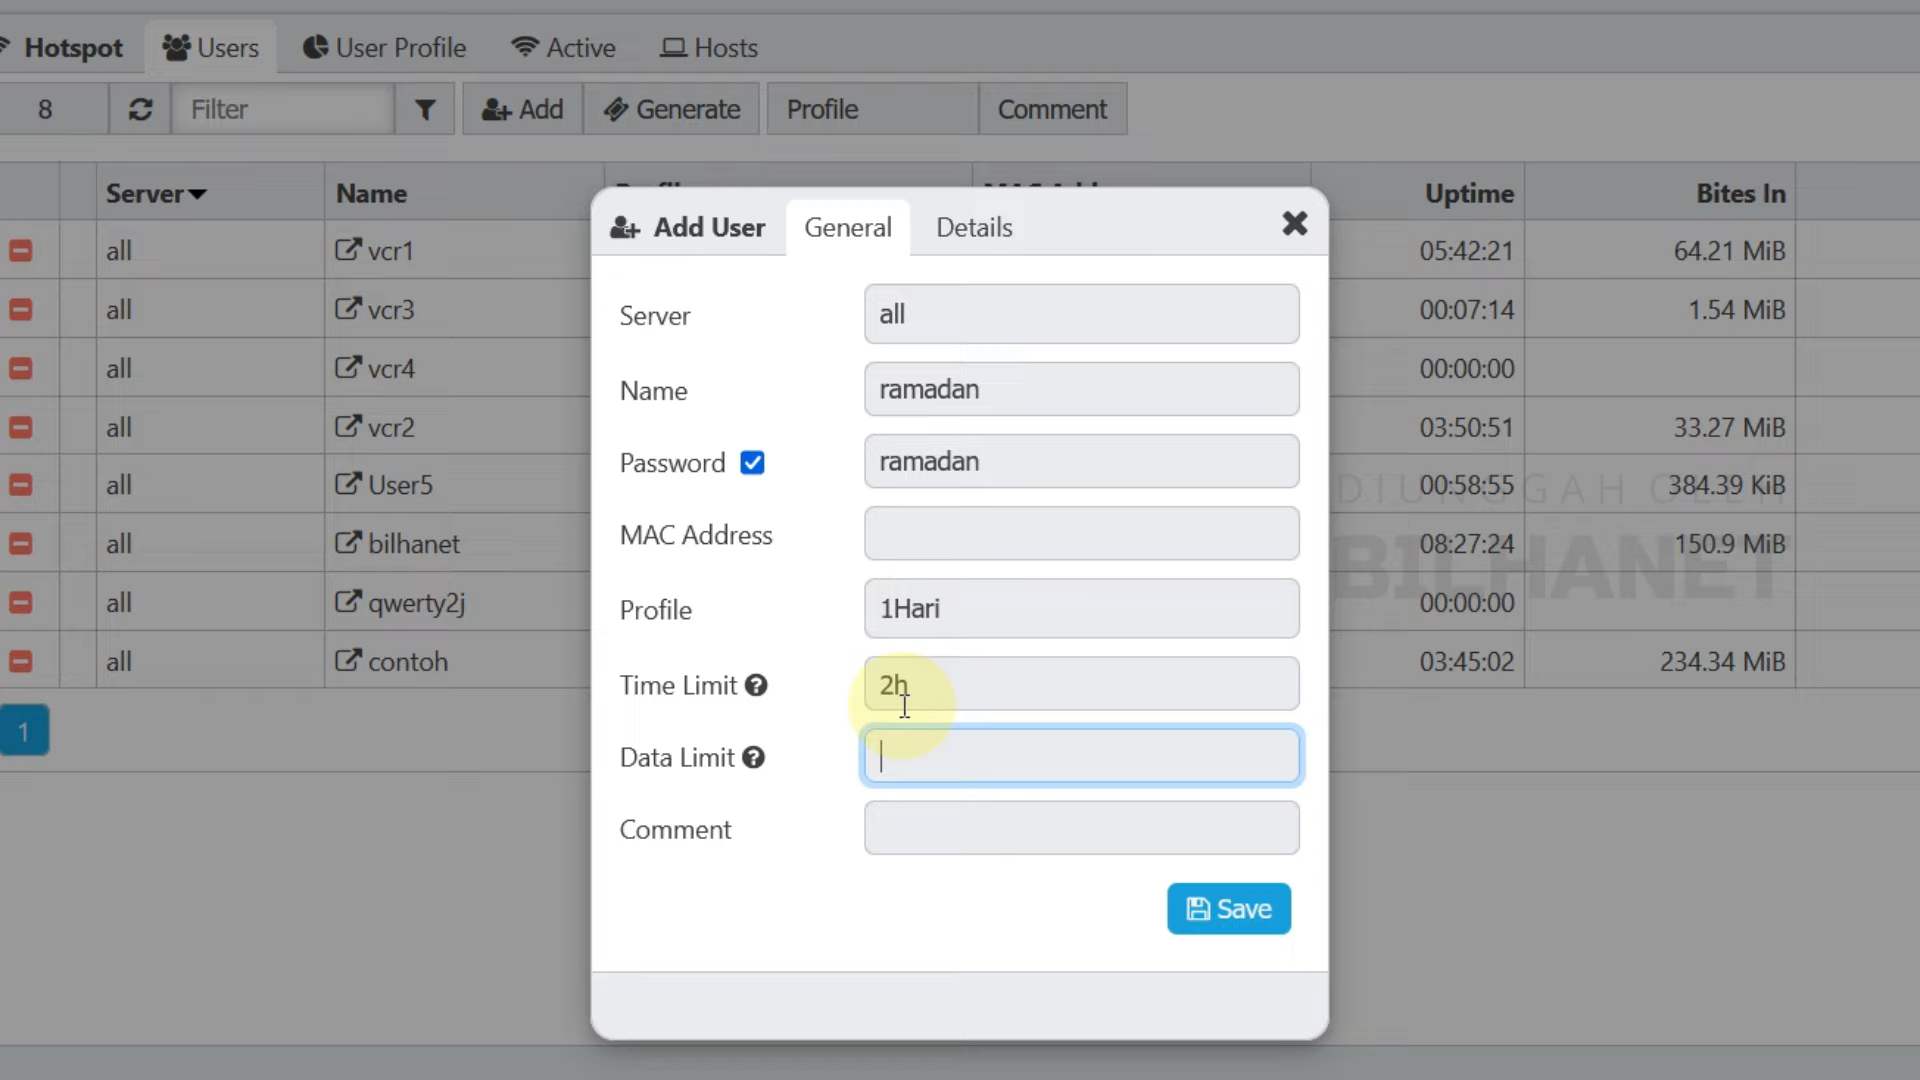 Hotspot Users User Profile Active Hosts
8 Filter Add Generate Profile Comment
Server Name Uptime Bites In
all vcr1 05:42:21 64.21 MiB
all vcr3 00:07:14 1.54 MiB
all vcr4 00:00:00
all vcr2 03:50:51 33.27 MiB
all User5 00:58:55 384.39 KiB
all bilhanet 08:27:24 150.9 MiB
all qwerty2j 00:00:00
all contoh 03:45:02 234.34 MiB
1
Add User General Details
Server all
Name ramadan
Password ramadan
MAC Address
Profile 1Hari
Time Limit 2h
Data Limit
Comment
Save
DIUNGGAH OLEH
BILHANET